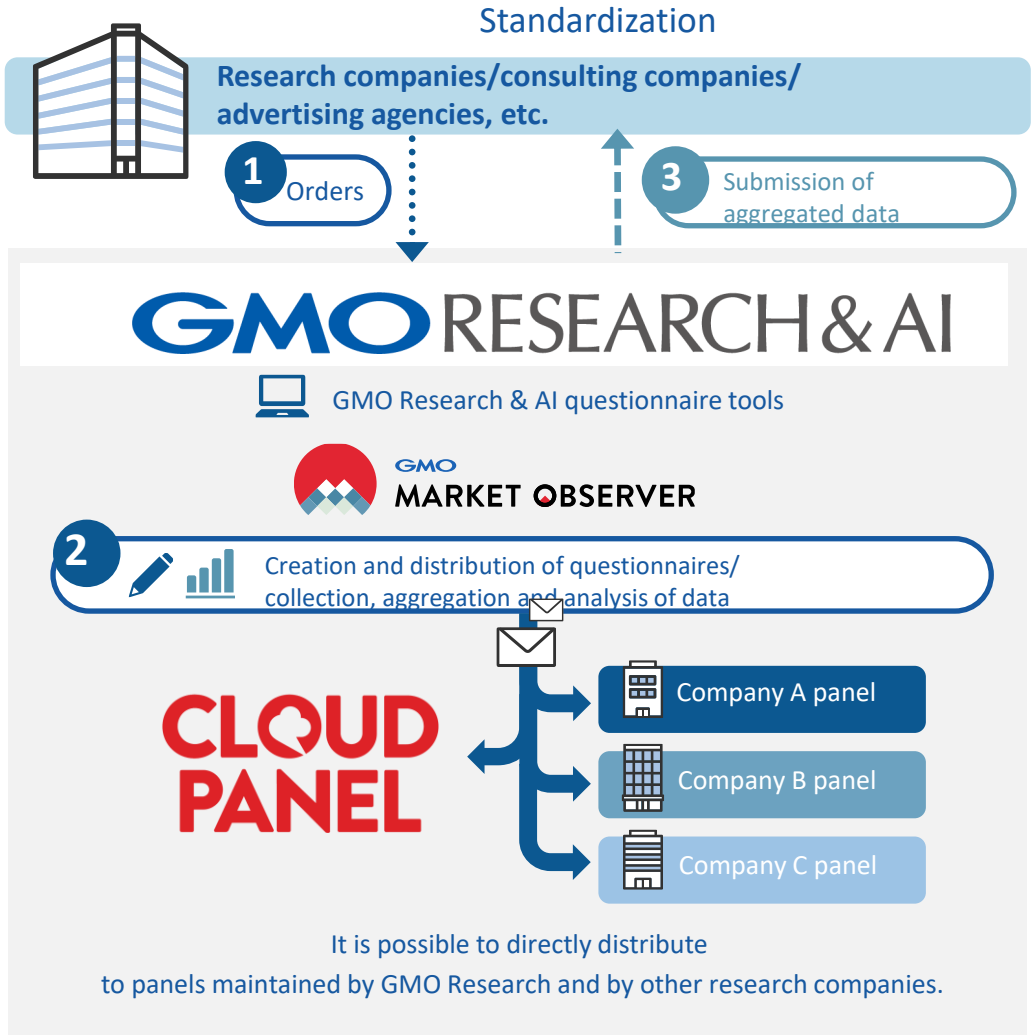 Standardization
Research companies/consulting companies/
advertising agencies, etc.
1
Orders
3
Submission of
aggregated data
GMO RESEARCH & AI
GMO Research & AI questionnaire tools
GMO
MARKET OBSERVER
2
Creation and distribution of questionnaires/
collection, aggregation and analysis of data
CLOUD
PANEL
Company A panel
Company B panel
Company C panel
It is possible to directly distribute
to panels maintained by GMO Research and by other research companies.